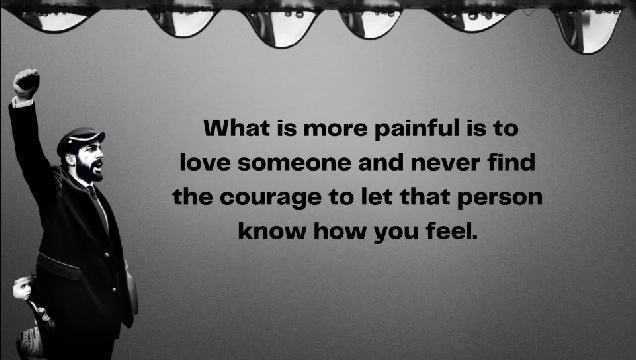 What is more painful is to
love someone and never find
the courage to let that person
know how you feel.